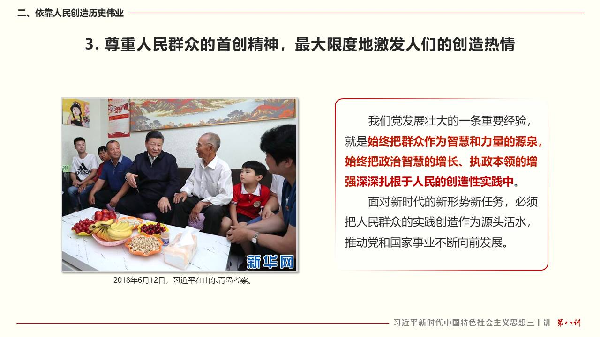 二、依靠人民创造历史伟业
3. 尊重人民群众的首创精神，最大限度地激发人们的创造热情
我们党发展壮大的一条重要经验，
就是始终把群众作为智慧和力量的源泉，
始终把政治智慧的增长、执政本领的增
强深深扎根于人民的创造性实践中。
面对新时代的新形势新任务，必须
把人民群众的实践创造作为源头活水，
推动党和国家事业不断向前发展。
新华网
年6月12日，习近平在山东青岛考察。
习近平新时代中国特色社会主义思想三十讲